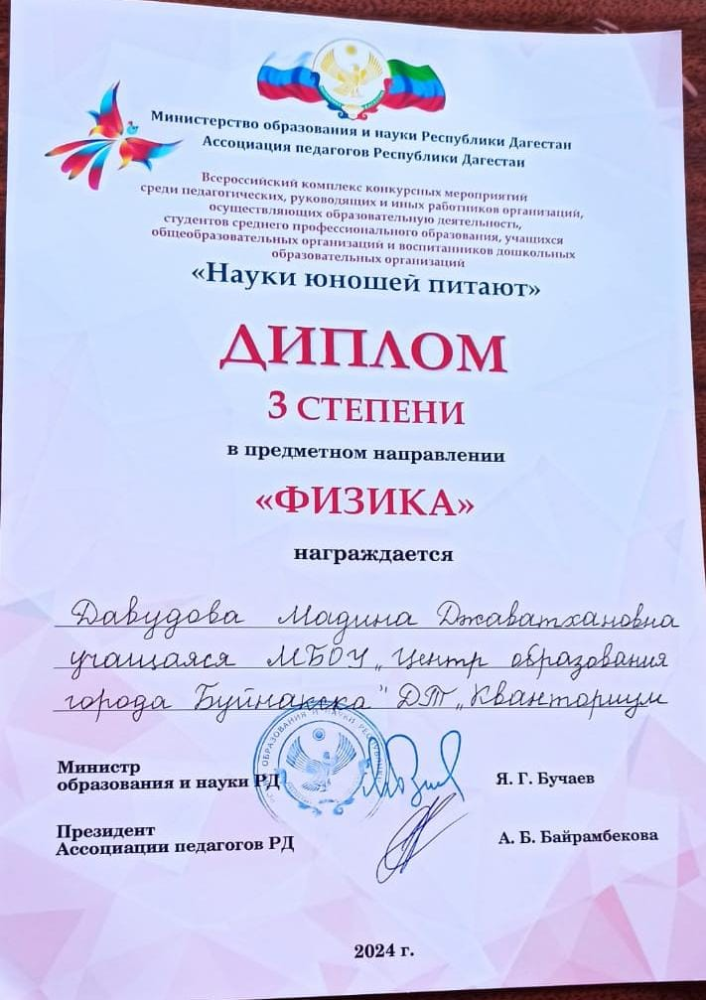 Министерство образования и науки Республики Дагестан
Ассоциация педагогов Республики Дагестан
Всероссийский комплекс конкурсных мероприятий
среди педагогических, руководящих и иных работников организаций,
осуществляющих образовательную деятельность,
студентов среднего профессионального образования, учащихся
общеобразовательных организаций и воспитанников дошкольных
образовательных организаций
«Науки юношей питают»
ДИПЛОМ
3 СТЕПЕНИ
в предметном направлении
«ФИЗИКА»
награждается
Давудова Мадина Джаватхановна
учащаяся МБОУ „Центр образования
города Буйнакска" ДТ „Кванториум
Министр
образования и науки РД
Я. Г. Бучаев
Президент
Ассоциации педагогов РД
А. Б. Байрамбекова
ОБРАЗОВАНИЯ И НАУКИ
2024 г.